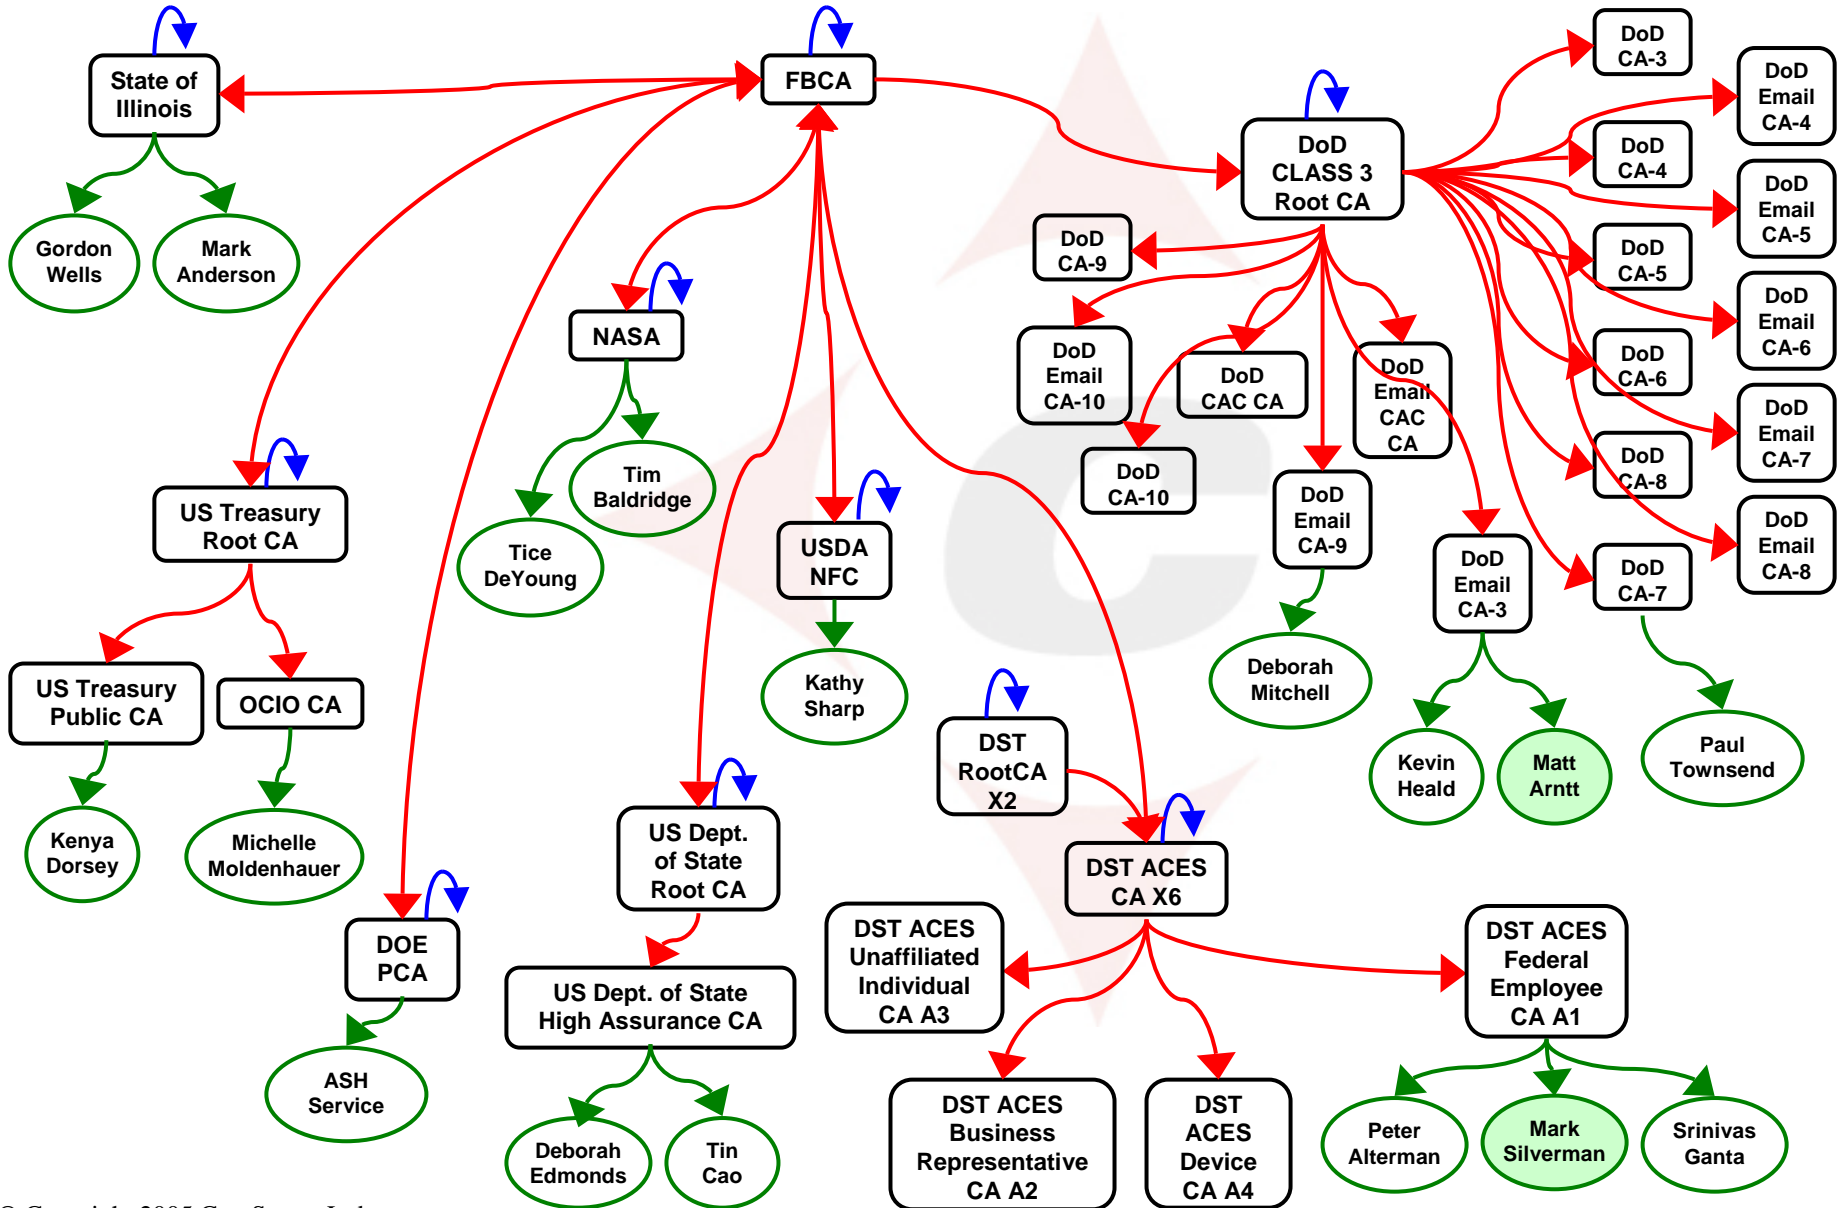 State of
Illinois
FBCA
DoD
CLASS 3
Root CA
DoD
CA-3
DoD
Email
CA-4
DoD
CA-4
DoD
Email
CA-5
DoD
CA-5
DoD
Email
CA-6
DoD
CA-6
DoD
Email
CA-7
DoD
CA-8
DoD
Email
CA-8
DoD
CA-7
Gordon
Wells
Mark
Anderson
DoD
CA-9
DoD
Email
CA-10
DoD
CAC CA
DoD
Email
CAC
CA
DoD
CA-10
DoD
Email
CA-9
DoD
Email
CA-3
NASA
Tim
Baldridge
Tice
DeYoung
US Treasury
Root CA
USDA
NFC
Kathy
Sharp
Deborah
Mitchell
US Treasury
Public CA
OCIO CA
Kenya
Dorsey
Michelle
Moldenhauer
DST
RootCA
X2
Kevin
Heald
Matt
Arntt
Paul
Townsend
US Dept.
of State
Root CA
DST ACES
CA X6
DOE
PCA
US Dept. of State
High Assurance CA
DST ACES
Unaffiliated
Individual
CA A3
DST ACES
Federal
Employee
CA A1
ASH
Service
Deborah
Edmonds
Tin
Cao
DST ACES
Business
Representative
CA A2
DST
ACES
Device
CA A4
Peter
Alterman
Mark
Silverman
Srinivas
Ganta
C